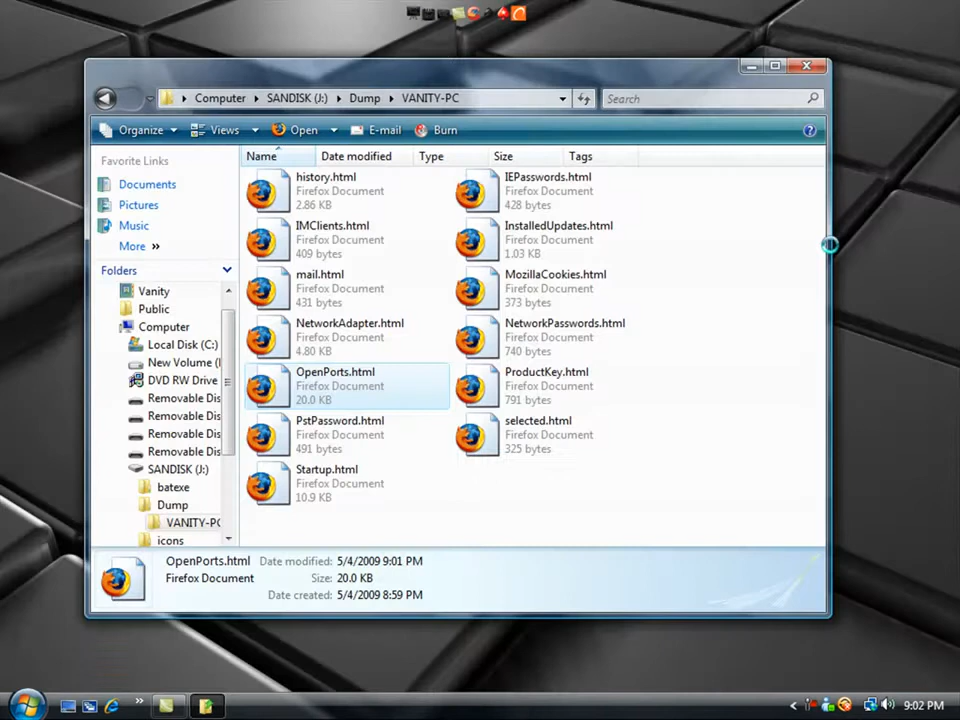 Computer SANDISK (J:) Dump VANITY-PC Search
Organize Views Open E-mail Burn
Favorite Links
Documents
Pictures
Music
More »
Folders
Vanity
Public
Computer
Local Disk (C:)
New Volume (
DVD RW Drive
Removable Dis
Removable Dis
Removable Dis
Removable Dis
SANDISK (J:)
batexe
Dump
VANITY-PC
icons
Name Date modified Type Size Tags
history.html
Firefox Document
2.86 KB
IEPasswords.html
Firefox Document
428 bytes
IMClients.html
Firefox Document
409 bytes
InstalledUpdates.html
Firefox Document
1.03 KB
mail.html
Firefox Document
431 bytes
MozillaCookies.html
Firefox Document
373 bytes
NetworkAdapter.html
Firefox Document
4.80 KB
NetworkPasswords.html
Firefox Document
740 bytes
OpenPorts.html
Firefox Document
20.0 KB
ProductKey.html
Firefox Document
791 bytes
PstPassword.html
Firefox Document
491 bytes
selected.html
Firefox Document
325 bytes
Startup.html
Firefox Document
10.9 KB
OpenPorts.html Date modified: 5/4/2009 9:01 PM
Firefox Document Size: 20.0 KB
Date created: 5/4/2009 8:59 PM
9:02 PM